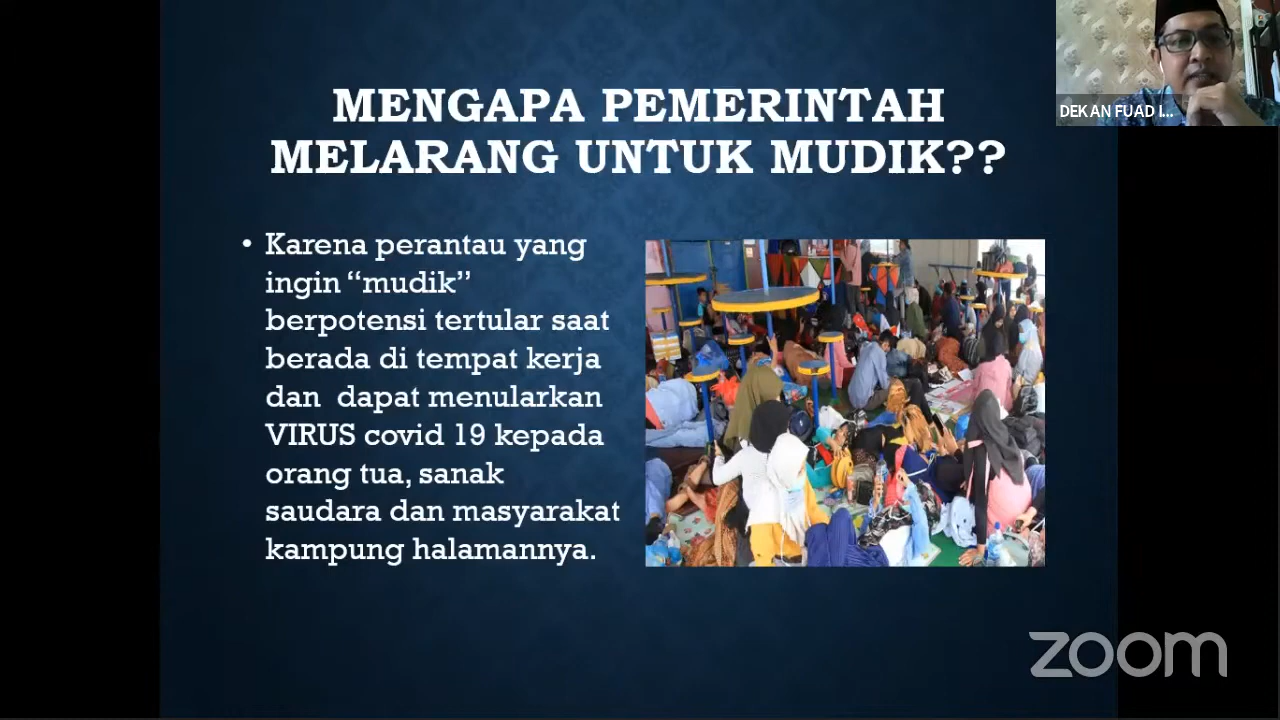 MENGAPA PEMERINTAH
MELARANG UNTUK MUDIK??
• Karena perantau yang
ingin “mudik”
berpotensi tertular saat
berada di tempat kerja
dan  dapat menularkan
VIRUS covid 19 kepada
orang tua, sanak
saudara dan masyarakat
kampung halamannya.
DEKAN FUAD I...
zoom